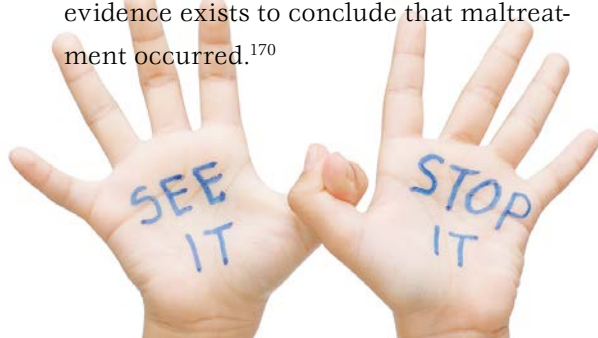 evidence exists to conclude that maltreat-
ment occurred.170
SEE
IT
STOP
IT